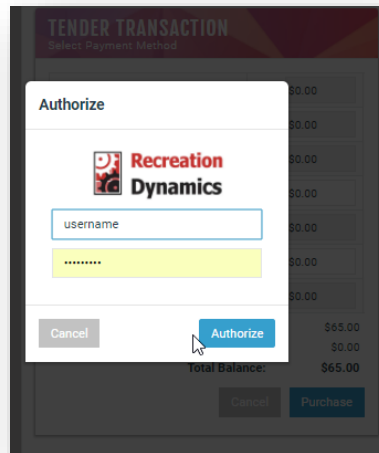 TENDER TRANSACTION
Select Payment Method
$0.00
Authorize
$0.00
$0.00
Recreation
Dynamics
$0.00
username
$0.00
•••••••••
$0.00
$0.00
Cancel
Authorize
$65.00
$0.00
Total Balance:
$65.00
Cancel
Purchase